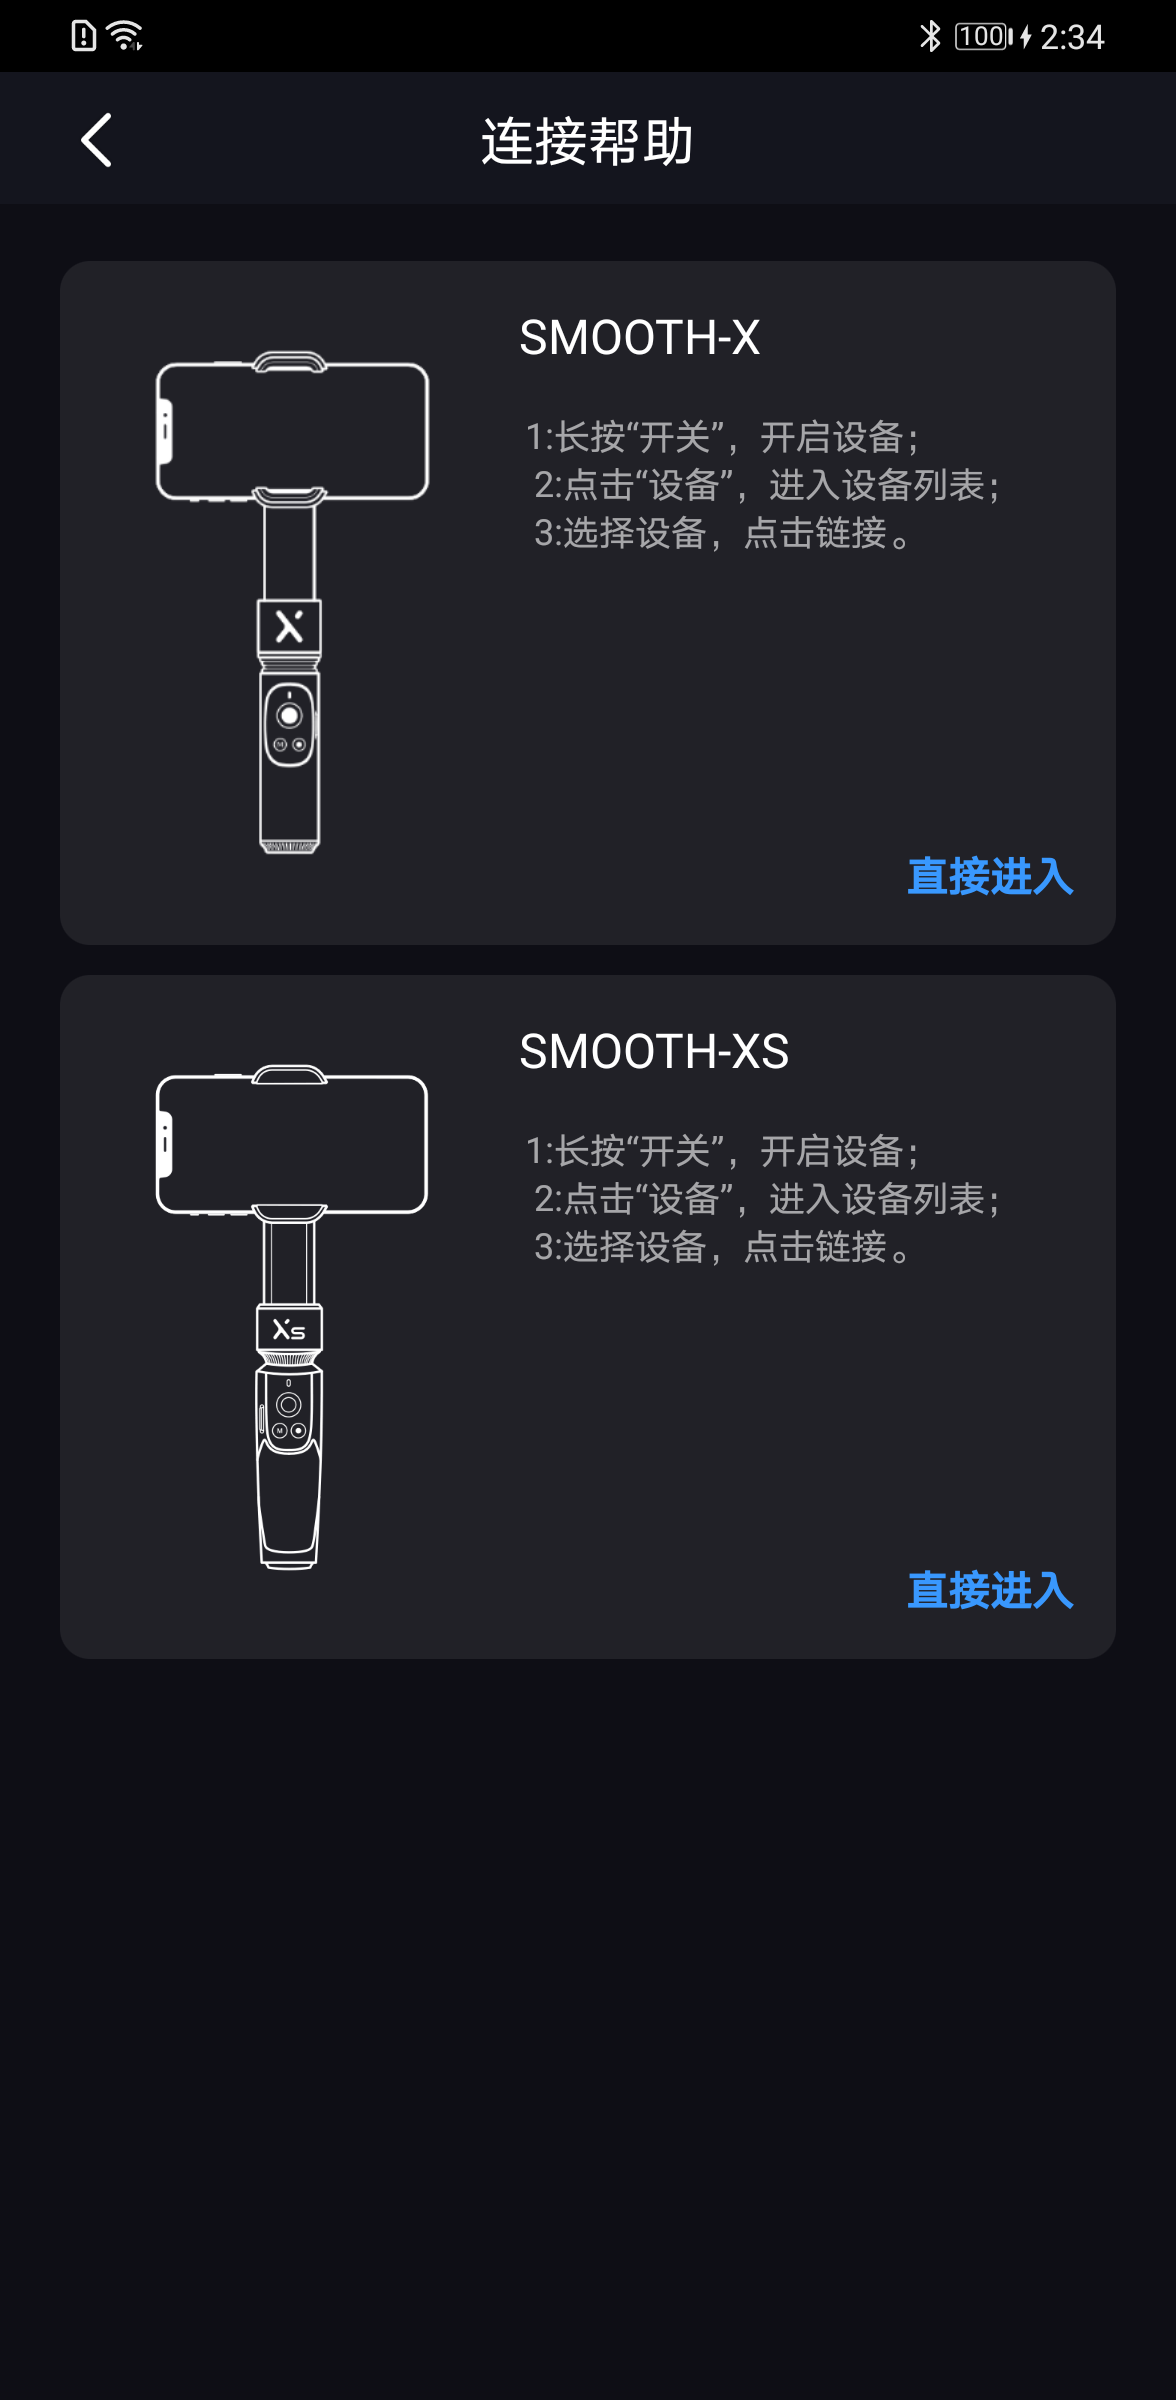 100 2:34
连接帮助
SMOOTH-X
1:长按“开关”，开启设备；
2:点击“设备”，进入设备列表；
3:选择设备，点击链接。
X
M
直接进入
SMOOTH-XS
1:长按“开关”，开启设备；
2:点击“设备”，进入设备列表；
3:选择设备，点击链接。
XS
M
直接进入